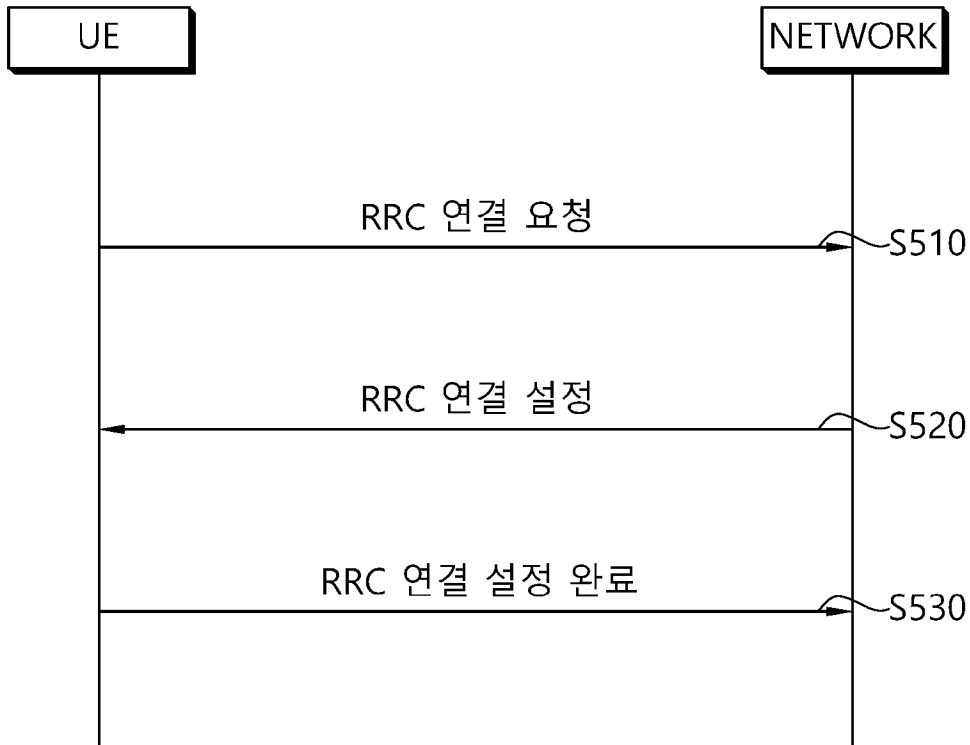 UE
NETWORK
RRC 연결 요청
S510
RRC 연결 설정
S520
RRC 연결 설정 완료
S530